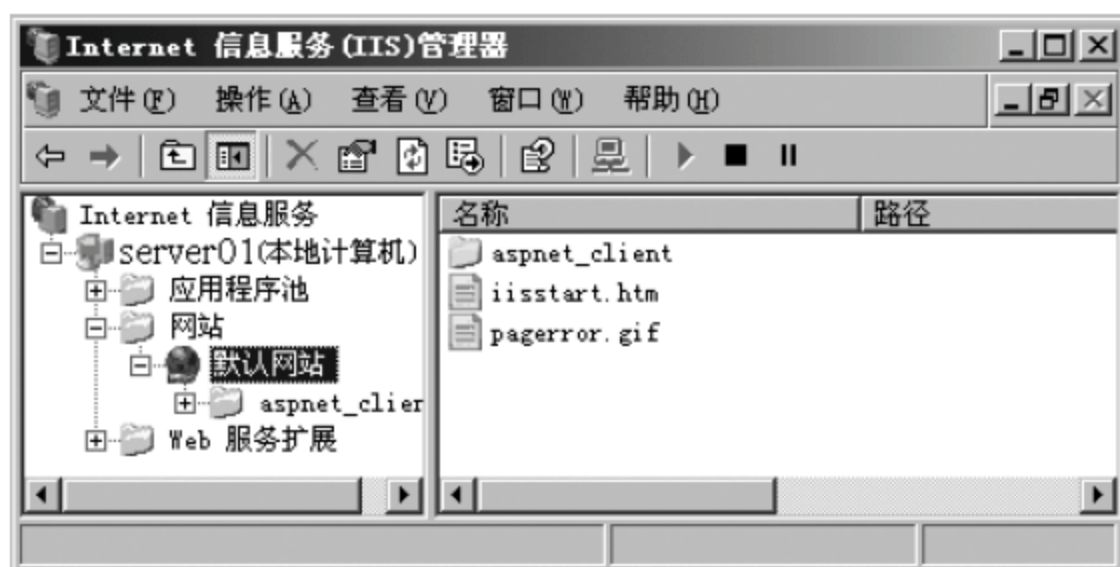 Internet 信息服务(IIS)管理器
文件(F) 操作(A) 查看(V) 窗口(W) 帮助(H)
Internet 信息服务
server01(本地计算机)
应用程序池
网站
默认网站
aspnet_clier
Web 服务扩展
名称 路径
aspnet_client
iisstart.htm
pagerror.gif